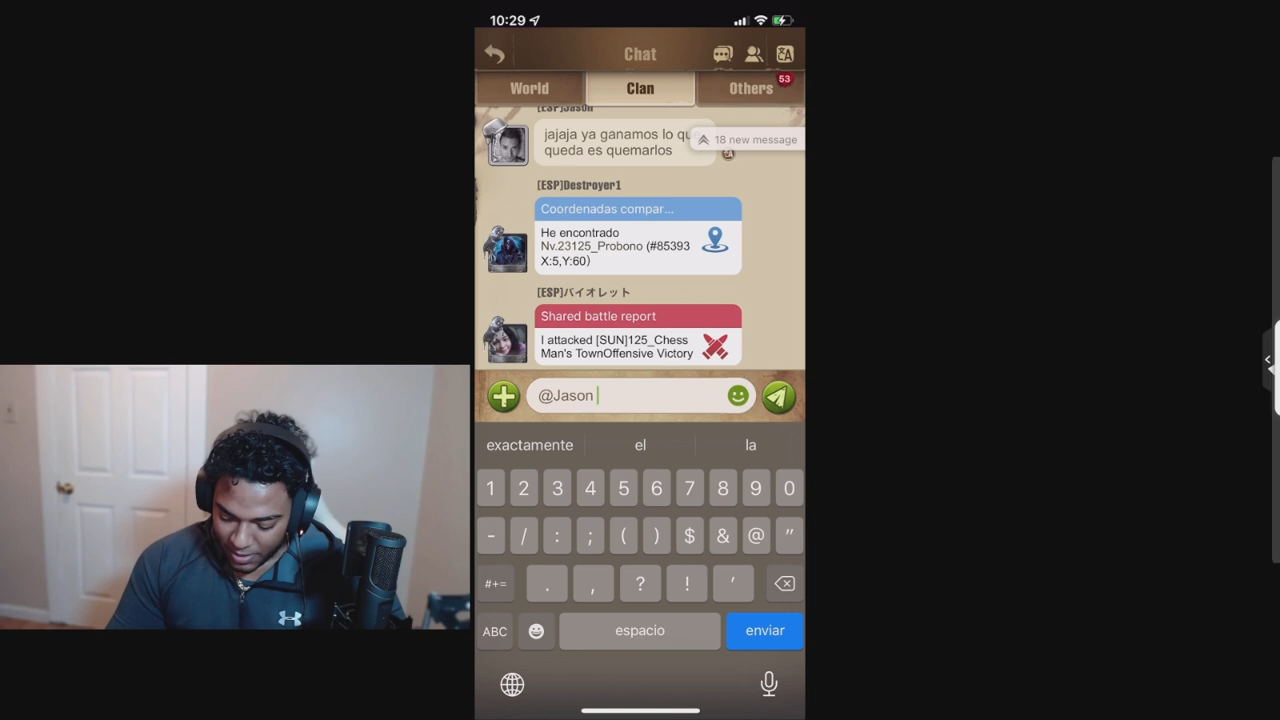 10:29
Chat
World
Clan
Others
53
[ESP]Jason
jajaja ya ganamos lo qu
queda es quemarlos
18 new message
[ESP]Destroyer1
Coordenadas compar...
He encontrado
Nv.23125_Probono (#85393
X:5,Y:60)
[ESP]バイオレット
Shared battle report
I attacked [SUN]125_Chess
Man's TownOffensive Victory
@Jason
exactamente
el
la
1 2 3 4 5 6 7 8 9 0
- / : ; ( ) $ & @ "
#+= . , ? ! '
ABC
espacio
enviar